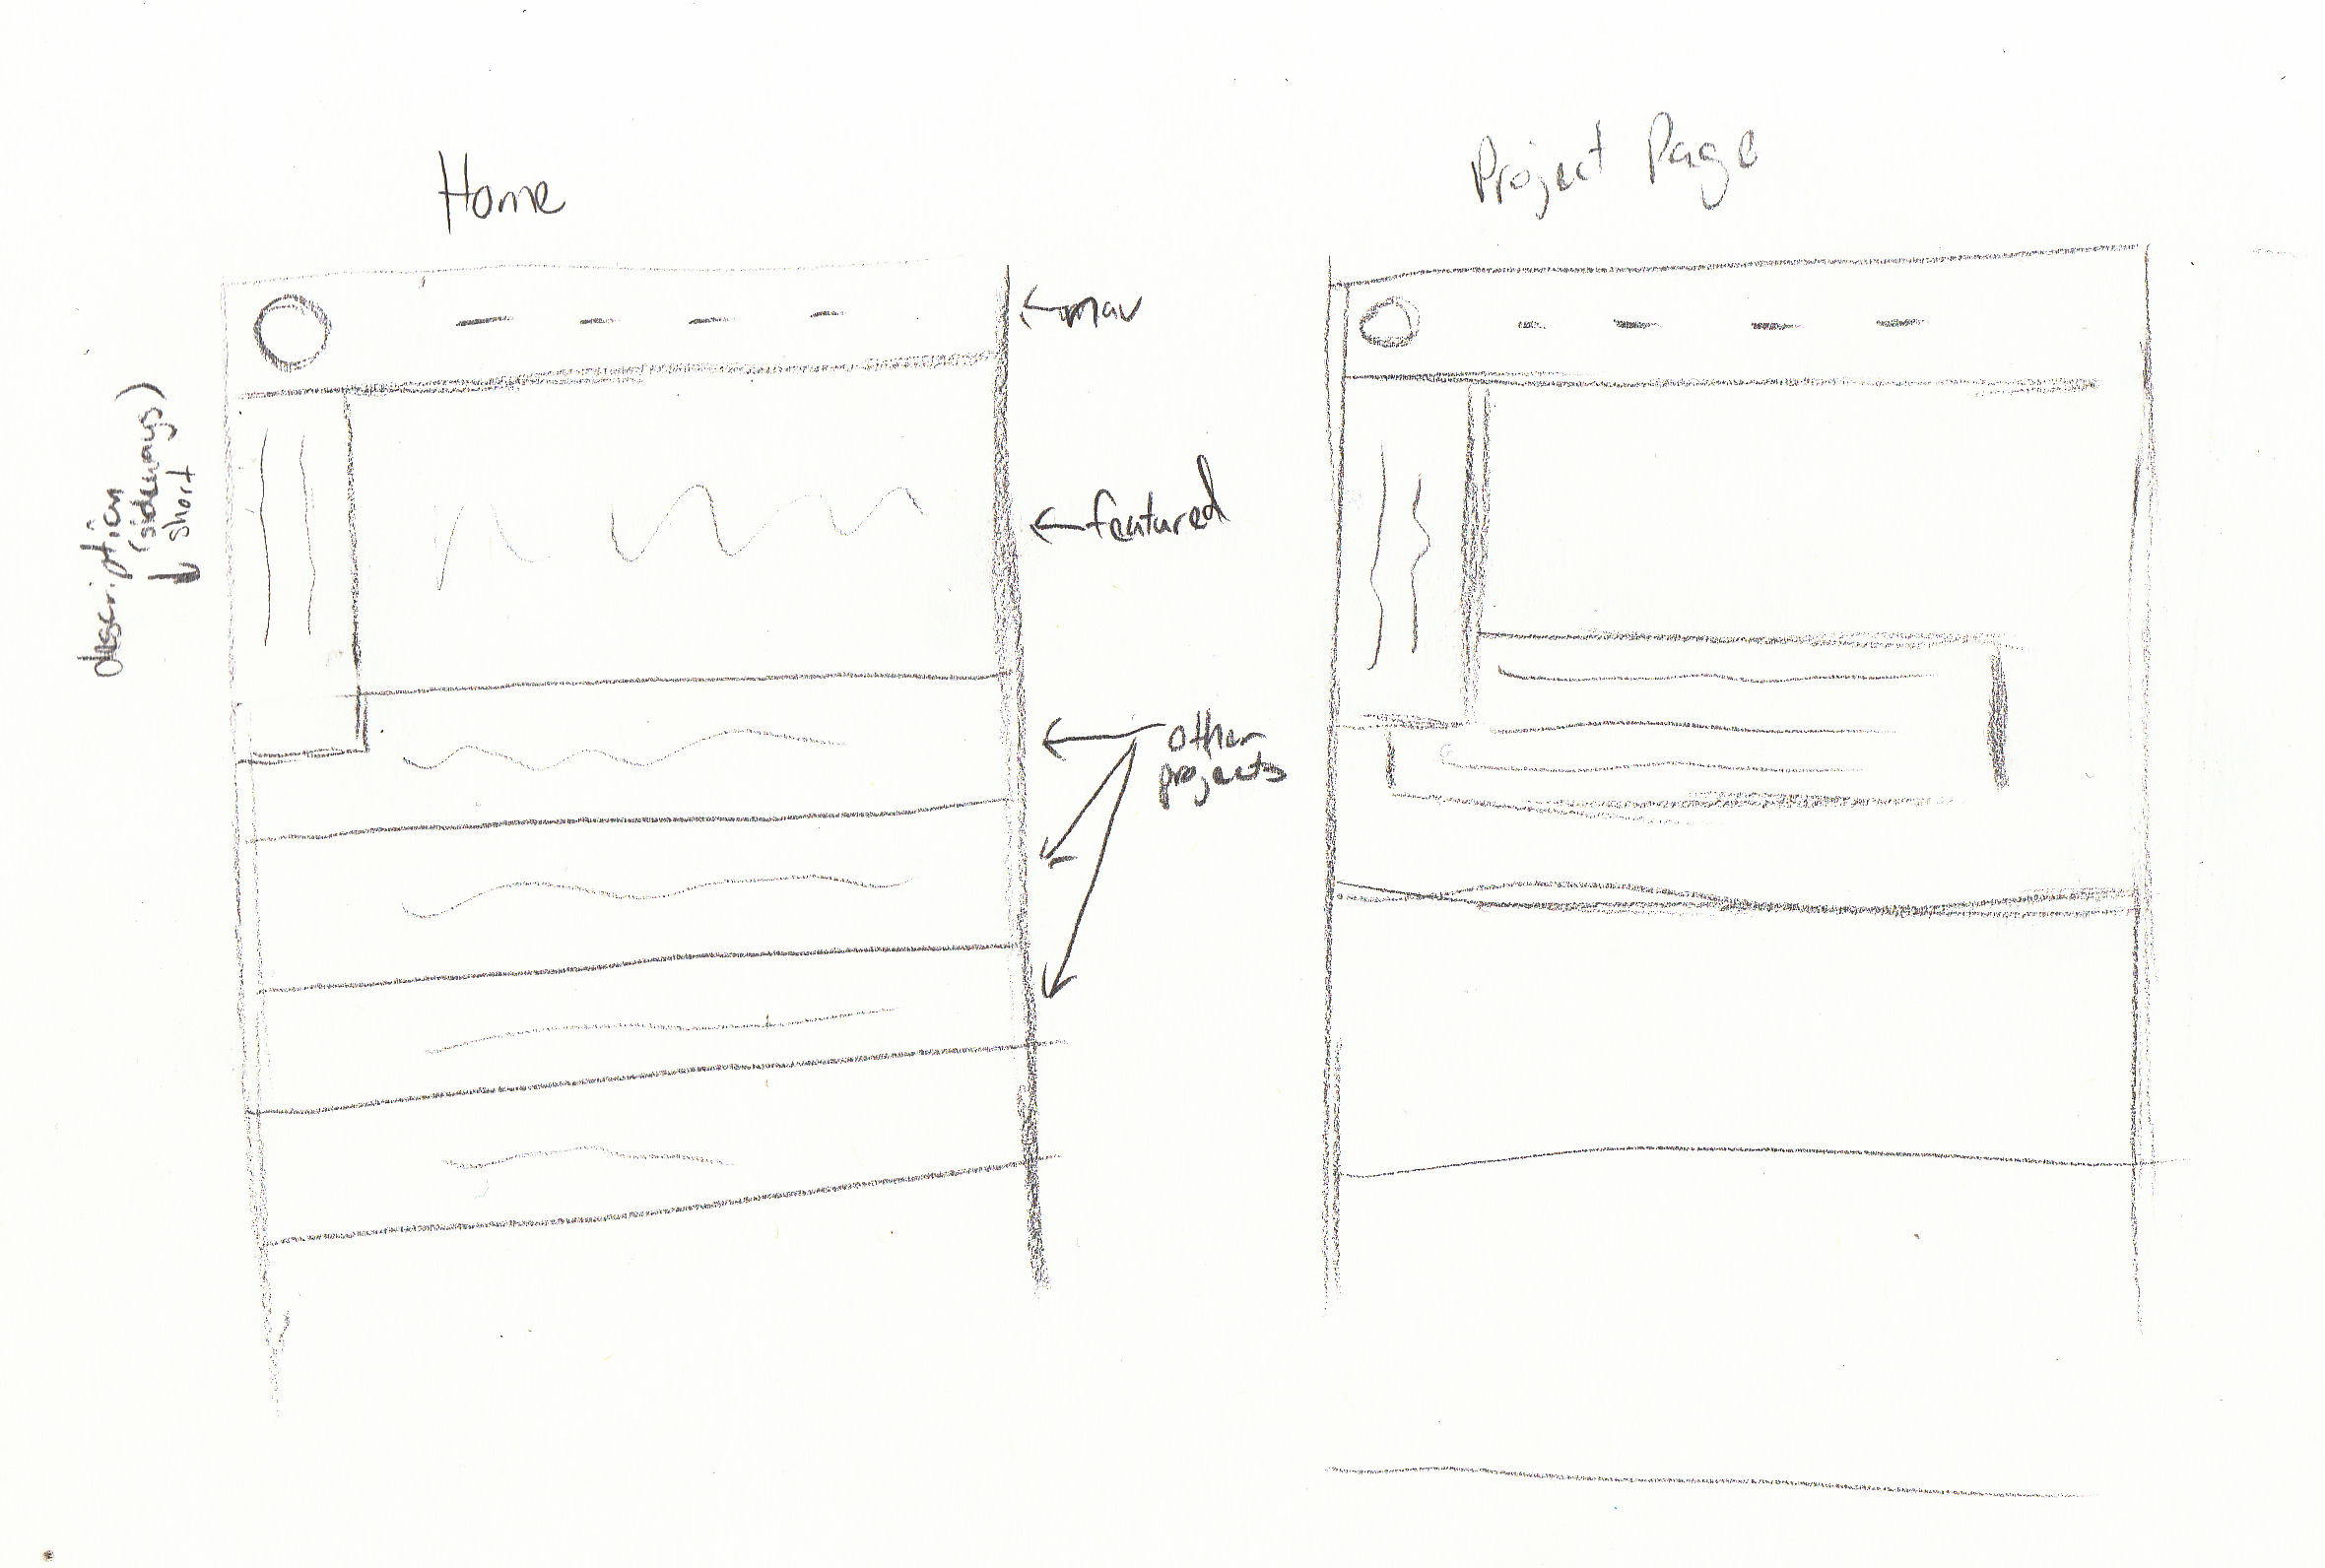 Home
Project Page
nav
description
(sideways)
short
featured
other
projects